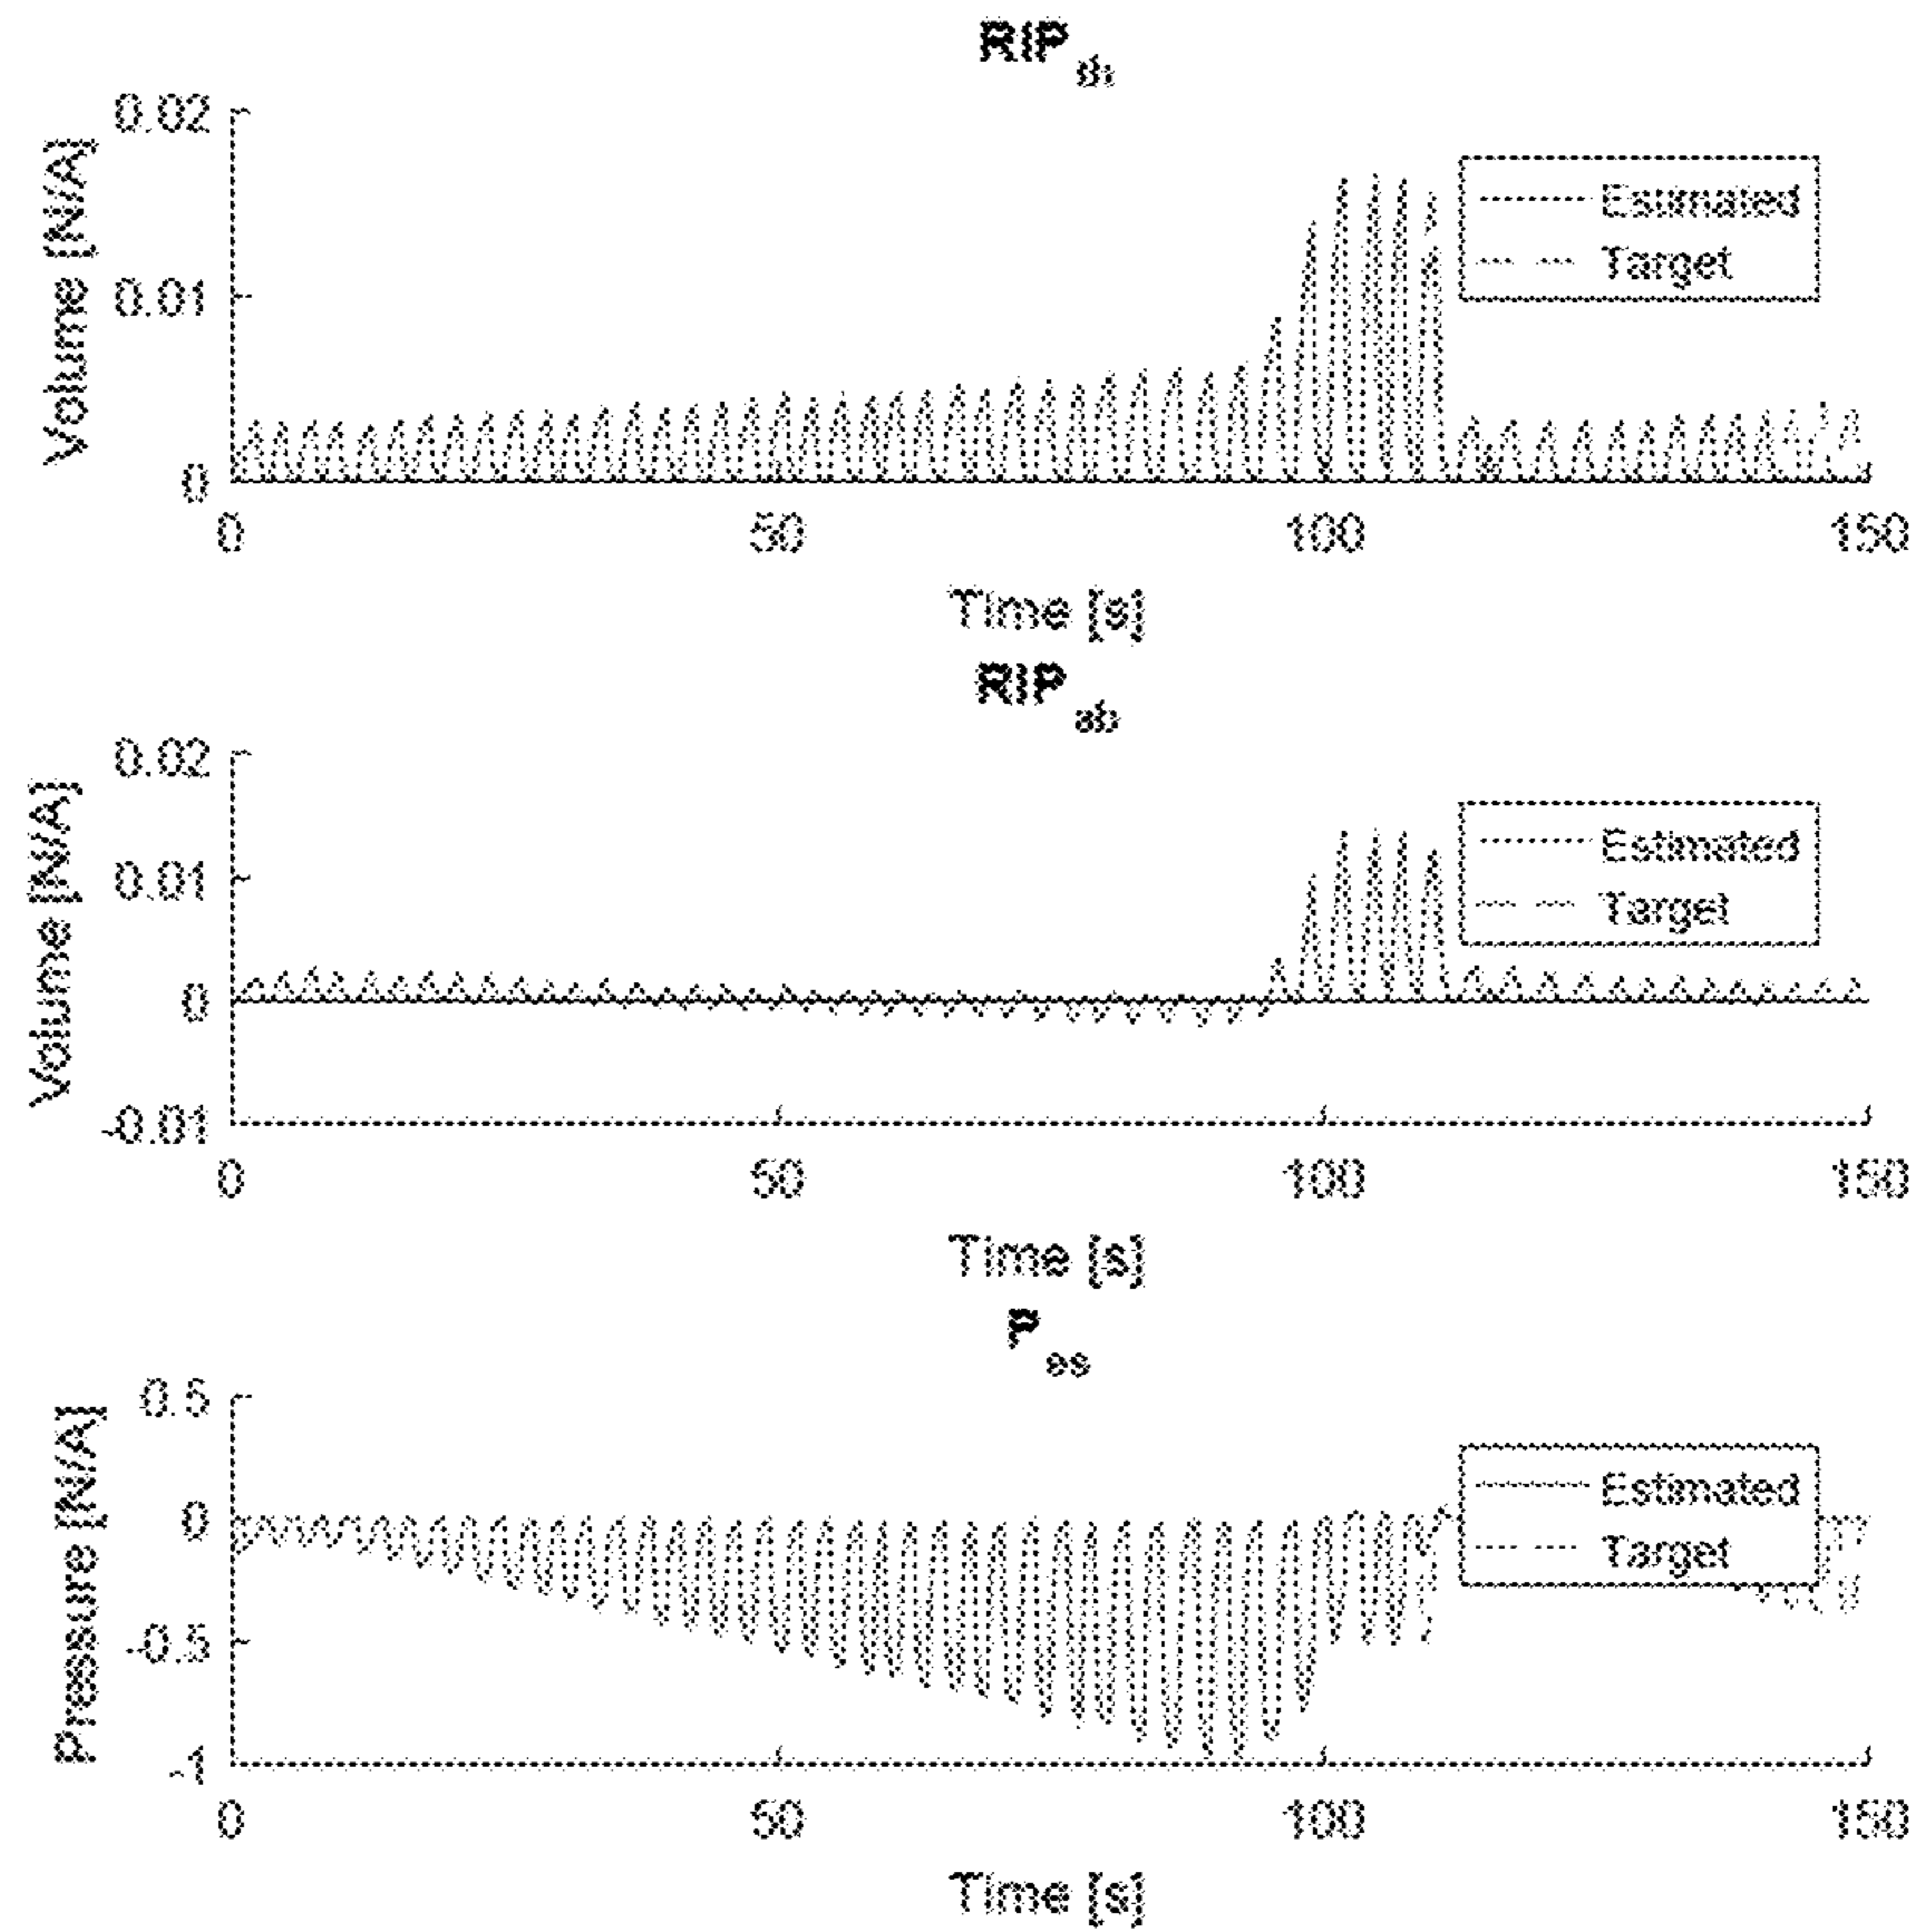 RIP th
Volume [N/A]
0.02
0.01
0
0 50 100 150
Time [s]
Estimated
Target
RIP ab
Volume [N/A]
0.02
0.01
0
-0.01
0 50 100 150
Time [s]
Estimated
Target
P es
Pressure [N/A]
0.5
0
-0.5
-1
0 50 100 150
Time [s]
Estimated
Target